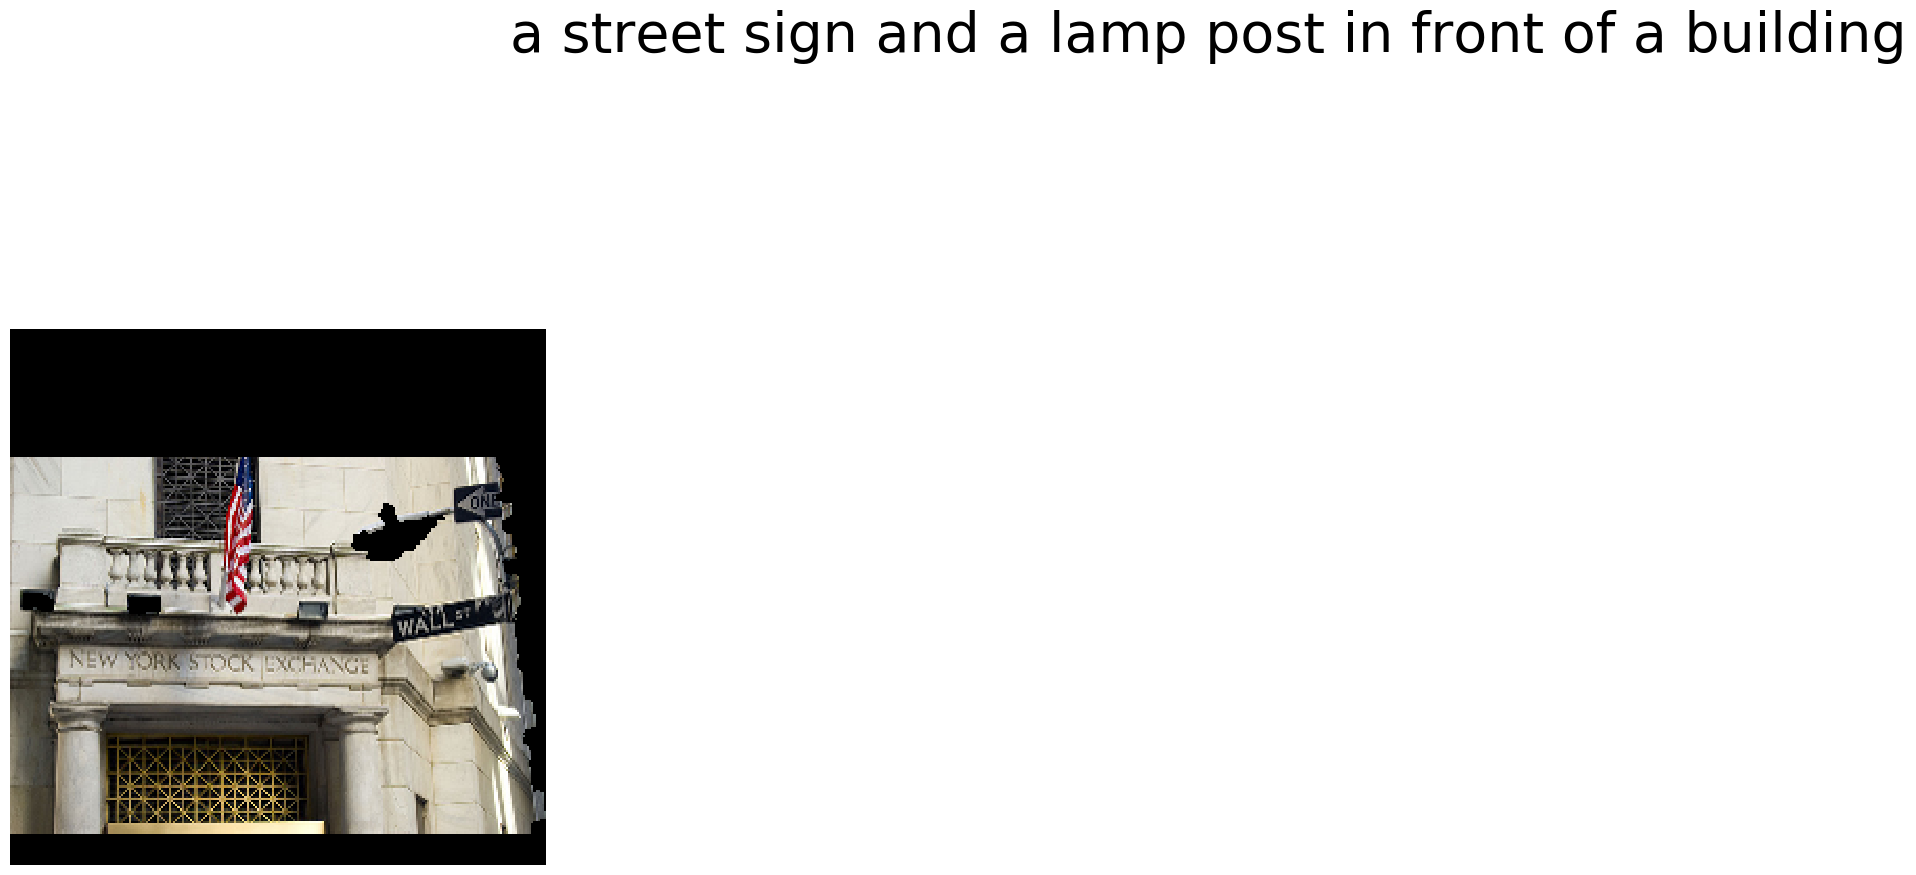 a street sign and a lamp post in front of a building
ONE
WALL ST
NEW YORK STOCK EXCHANGE